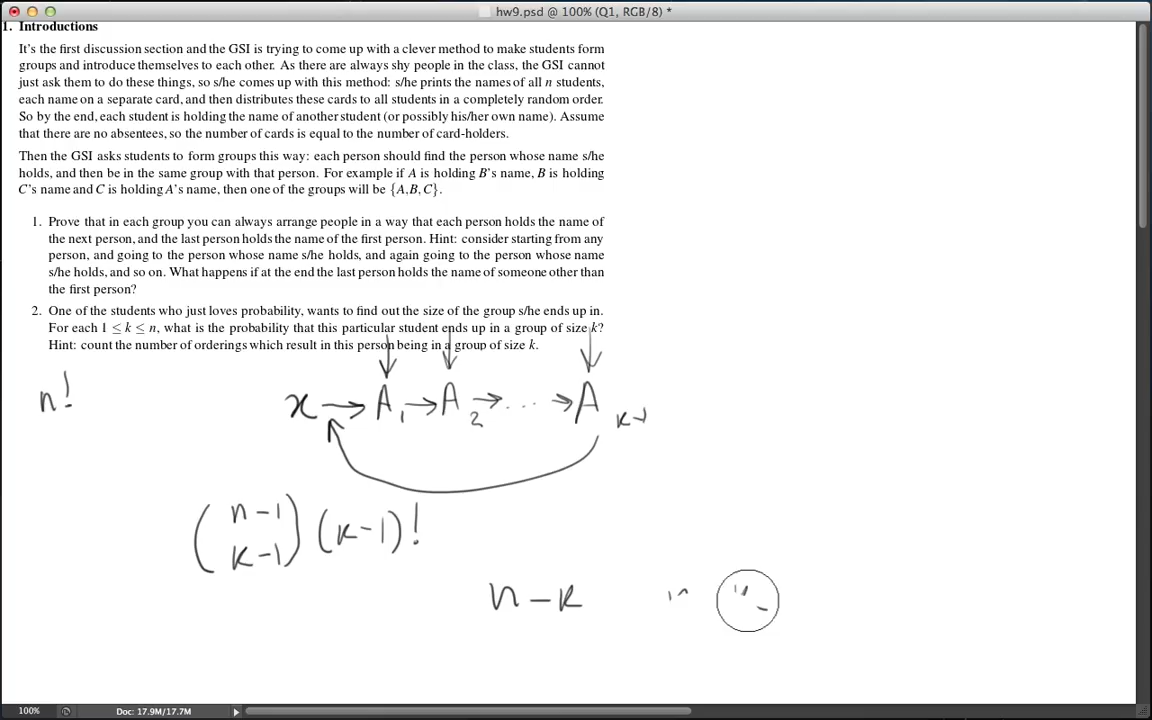 hw9.psd @ 100% (Q1, RGB/8) *
1. Introductions
It's the first discussion section and the GSI is trying to come up with a clever method to make students form
groups and introduce themselves to each other. As there are always shy people in the class, the GSI cannot
just ask them to do these things, so s/he comes up with this method: s/he prints the names of all n students,
each name on a separate card, and then distributes these cards to all students in a completely random order.
So by the end, each student is holding the name of another student (or possibly his/her own name). Assume
that there are no absentees, so the number of cards is equal to the number of card-holders.
Then the GSI asks students to form groups this way: each person should find the person whose name s/he
holds, and then be in the same group with that person. For example if A is holding B's name, B is holding
C's name and C is holding A's name, then one of the groups will be {A,B,C}.
1. Prove that in each group you can always arrange people in a way that each person holds the name of
the next person, and the last person holds the name of the first person. Hint: consider starting from any
person, and going to the person whose name s/he holds, and again going to the person whose name
s/he holds, and so on. What happens if at the end the last person holds the name of someone other than
the first person?
2. One of the students who just loves probability, wants to find out the size of the group s/he ends up in.
For each 1 ≤ k ≤ n, what is the probability that this particular student ends up in a group of size k?
Hint: count the number of orderings which result in this person being in a group of size k.
n! x → A₁ → A₂ → ... → A
(n-1 k-1) (k-1)!
n-k
100% Doc: 17.9M/17.7M